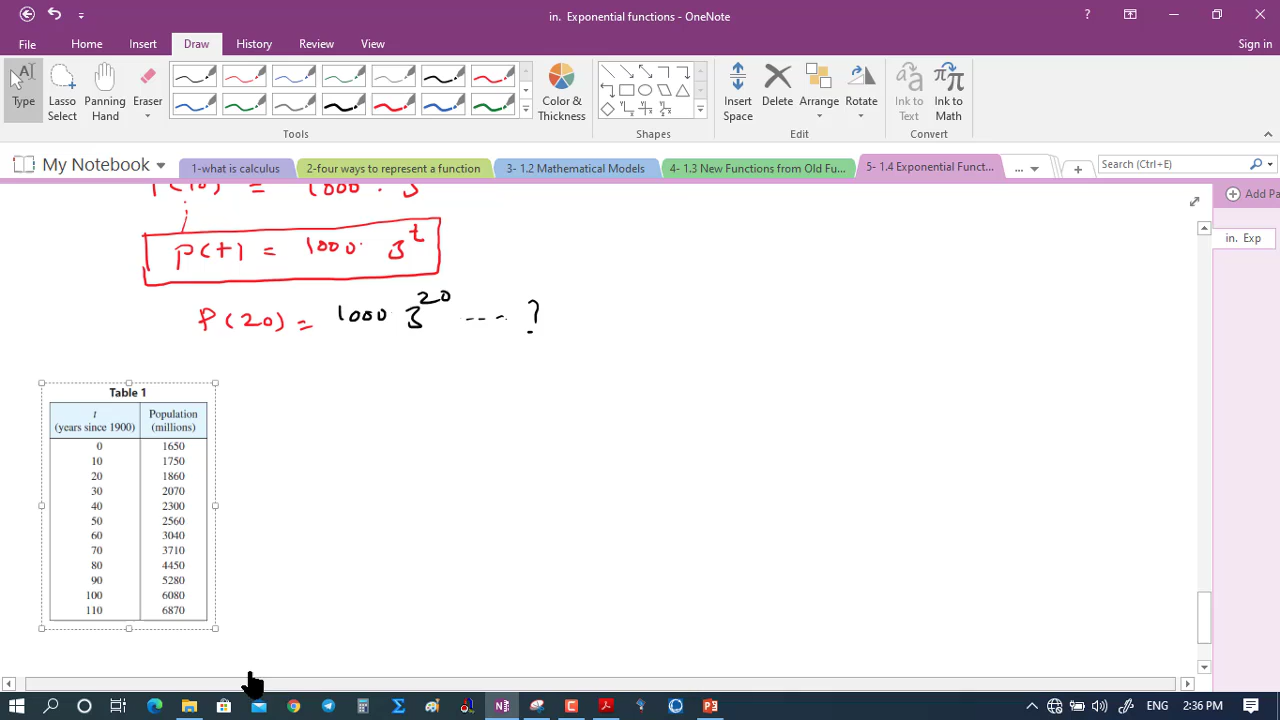 in. Exponential functions - OneNote
?
Sign in
File Home Insert Draw History Review View
Type
Lasso Select
Panning Hand
Eraser
Color & Thickness
Insert Space
Delete
Arrange
Rotate
Ink to Text
Ink to Math
Tools
Shapes
Edit
Convert
My Notebook
1-what is calculus
2-four ways to represent a function
3- 1.2 Mathematical Models
4- 1.3 New Functions from Old Fu...
5- 1.4 Exponential Funct...
...
Search (Ctrl+E)
Add Pa
in. Exp
P(t) = 1000 · 3^t
P(20) = 1000 · 3^20 ---- ?
Table 1
t (years since 1900) Population (millions)
0 1650
10 1750
20 1860
30 2070
40 2300
50 2560
60 3040
70 3710
80 4450
90 5280
100 6080
110 6870
ENG 2:36 PM